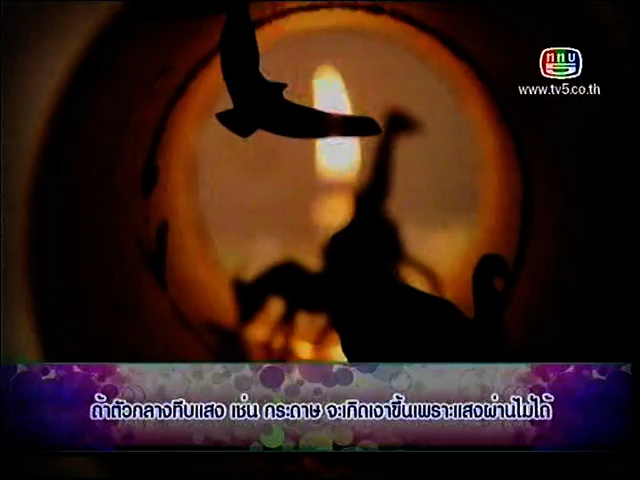 ททบ
www.tv5.co.th
ถ้าตัวกลางทึบแสง เช่น กระดาษ จะเกิดเงาขึ้นเพราะแสงผ่านไม่ได้